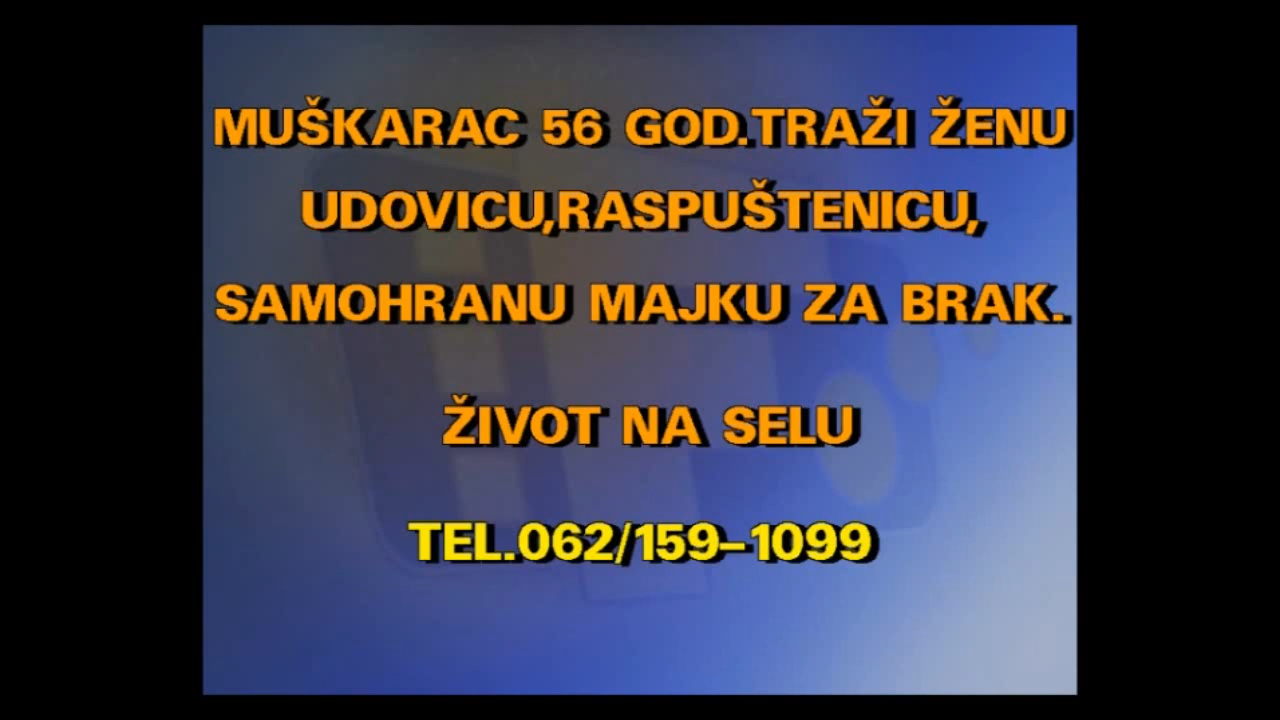 MUŠKARAC 56 GOD.TRAŽI ŽENU
UDOVICU,RASPUŠTENICU,
SAMOHRANU MAJKU ZA BRAK.
ŽIVOT NA SELU
TEL.062/159-1099